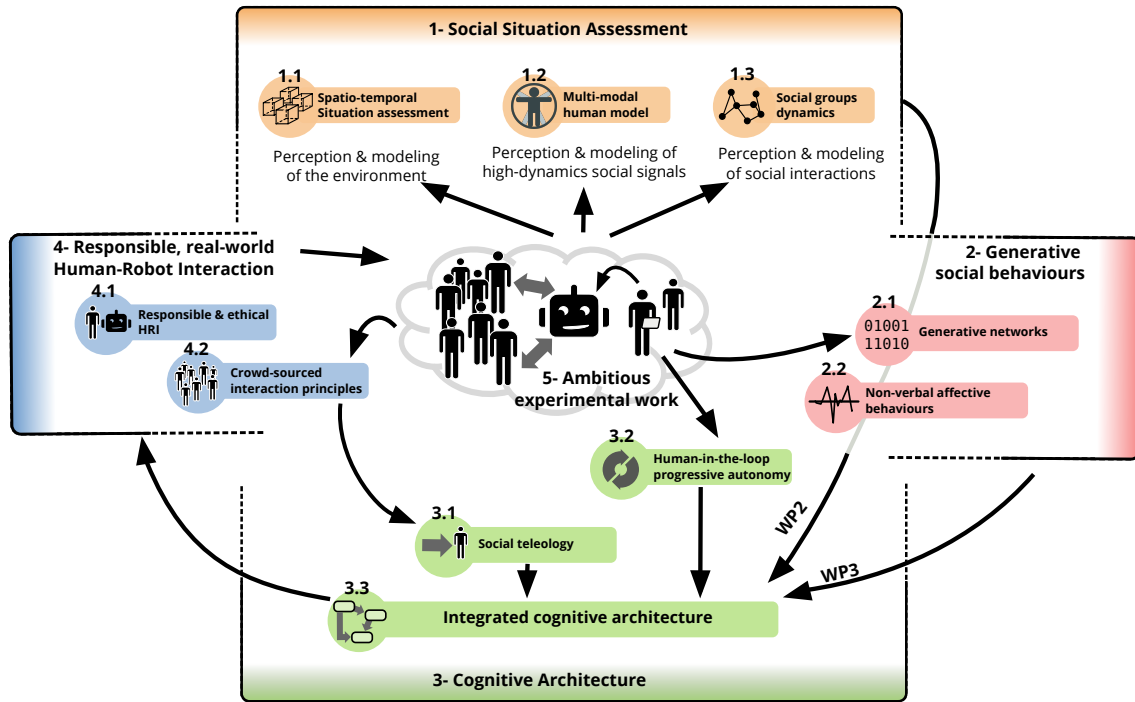 1- Social Situation Assessment
1.1
Spatio-temporal
Situation assessment
Perception & modeling
of the environment
1.2
Multi-modal
human model
Perception & modeling of
high-dynamics social signals
1.3
Social groups
dynamics
Perception & modeling
of social interactions
4- Responsible, real-world
Human-Robot Interaction
4.1
Responsible & ethical
HRI
4.2
Crowd-sourced
interaction principles
5- Ambitious
experimental work
2- Generative
social behaviours
2.1
01001
11010
Generative networks
2.2
Non-verbal affective
behaviours
3.2
Human-in-the-loop
progressive autonomy
3.1
Social teleology
WP2
WP3
3.3
Integrated cognitive architecture
3- Cognitive Architecture